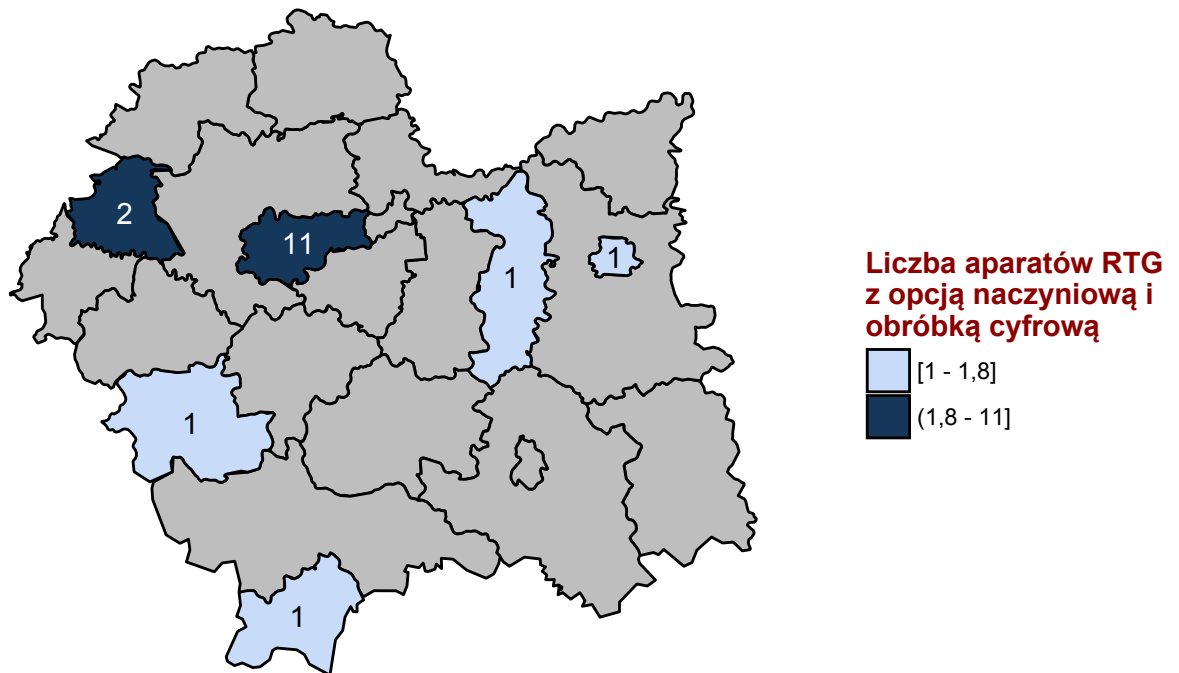 2
11
1
1
1
1
Liczba aparatów RTG
z opcją naczyniową i
obróbką cyfrową
[1 - 1,8]
(1,8 - 11]